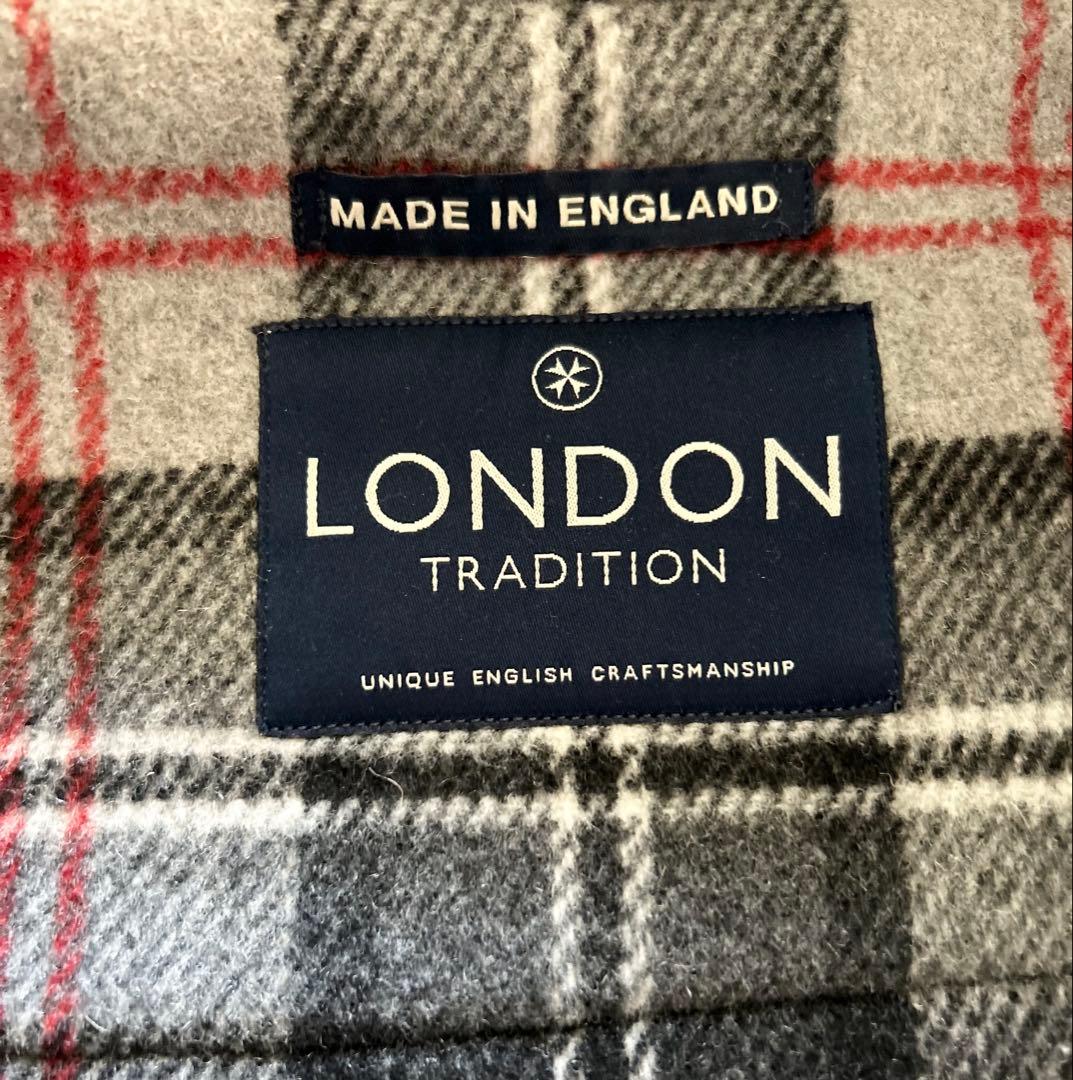 MADE IN ENGLAND
LONDON
TRADITION
UNIQUE ENGLISH CRAFTSMANSHIP